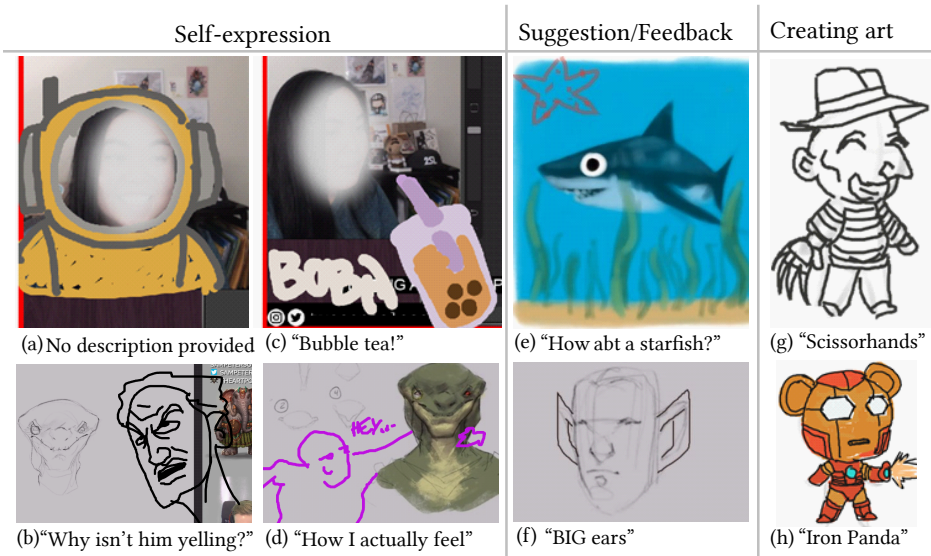 Self-expression
Suggestion/Feedback
Creating art
BOBA
(a) No description provided
(c) “Bubble tea!”
(e) “How abt a starfish?”
(g) “Scissorhands”
HEY...
(b)“Why isn't him yelling?”
(d) “How I actually feel”
(f) “BIG ears”
(h) “Iron Panda”